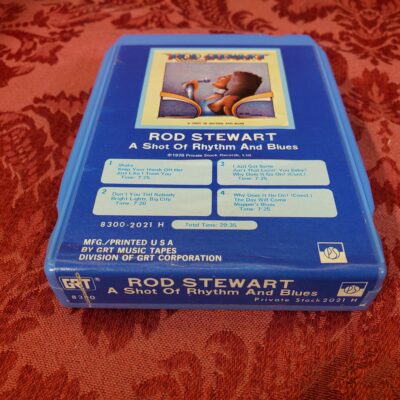 ROD STEWART
A SHOT OF RHYTHM AND BLUES
ROD STEWART
A Shot Of Rhythm And Blues
℗1976 Private Stock Records, Ltd.
1
Shake
Keep Your Hands Off Her
Just Like I Treat You
Time: 7:25
3
I Just Got Some
Ain't That Lovin' You Baby?
Why Does It Go On? (Cont.)
Time: 7:25
2
Don't You Tell Nobody
Bright Lights, Big City
Time: 7:20
4
Why Does It Go On? (Concl.)
The Day Will Come
Mopper's Blues
Time: 7:25
8300-2021 H
Total Time: 29:35
MFG./PRINTED U S A
BY GRT MUSIC TAPES
DIVISION OF GRT CORPORATION
GRT
8300
ROD STEWART
A Shot Of Rhythm And Blues
Private Stock 2021 H